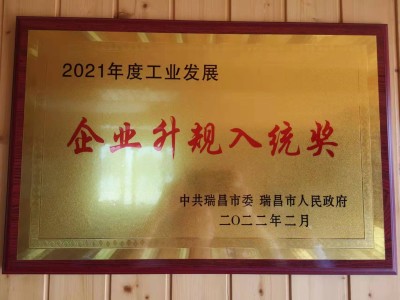 2021年度工业发展
企业升规入统奖
中共瑞昌市委 瑞昌市人民政府
二〇二二年二月